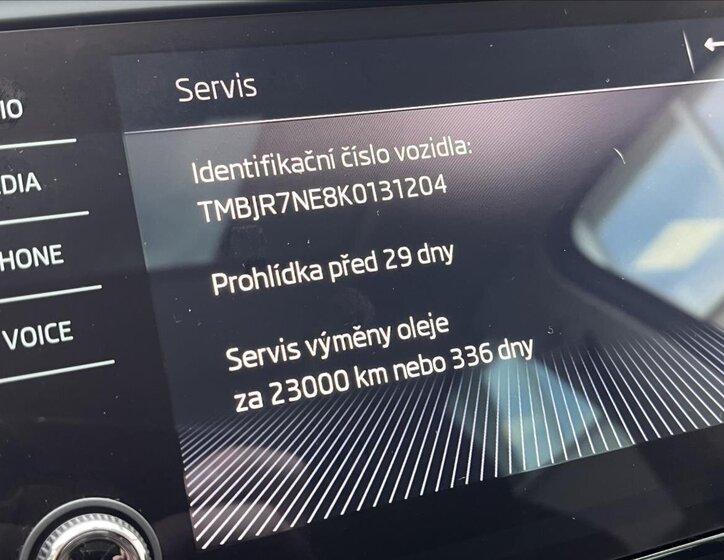 Servis
IO
DIA
HONE
VOICE
Identifikační číslo vozidla:
TMBJR7NE8K0131204
Prohlídka před 29 dny
Servis výměny oleje
za 23000 km nebo 336 dny